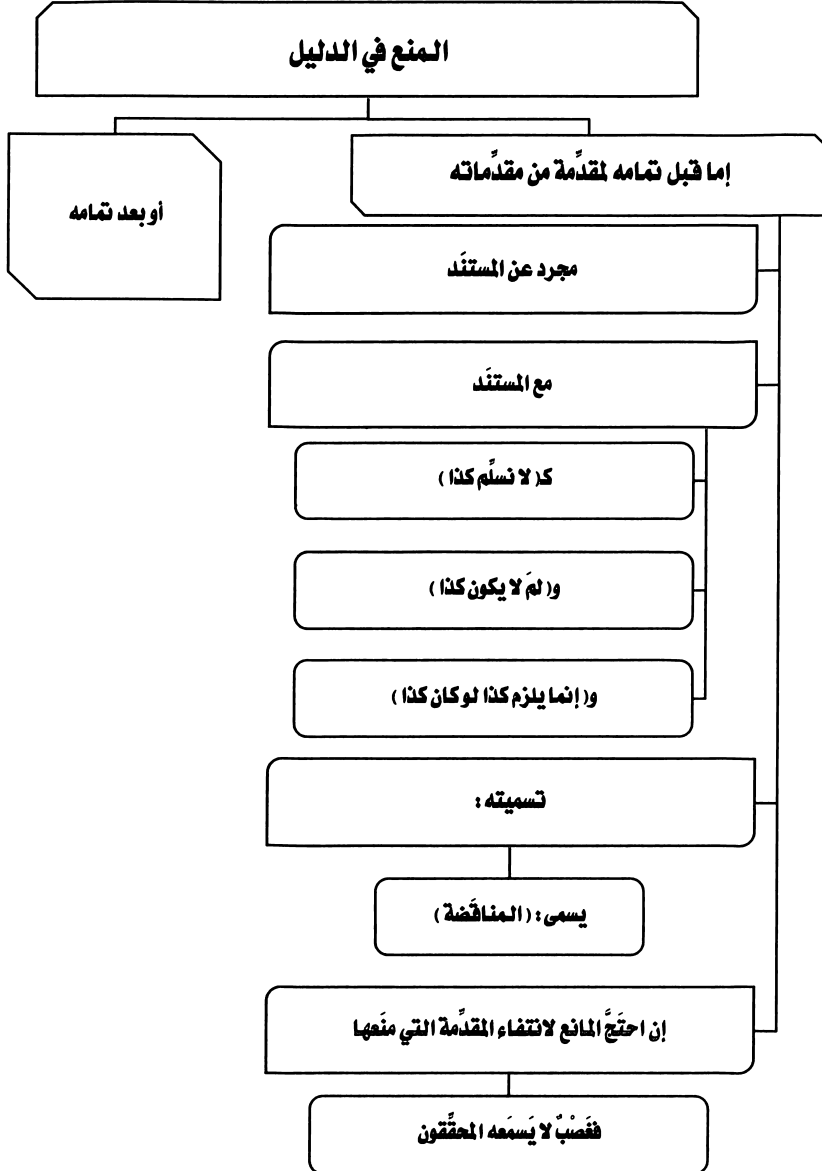 المنع في الدليل
إما قبل تمامه لمقدِّمة من مقدِّماته
أو بعد تمامه
مجرد عن المستنَد
مع المستنَد
كـ( لا نسلِّم كذا )
و( لمَ لا يكون كذا )
و( إنما يلزم كذا لو كان كذا )
تسميته :
يسمى : ( المناقَضة )
إن احتَجَّ المانع لانتفاء المقدِّمة التي منَعها
فغَصْبٌ لا يَسمَعه المحقِّقون